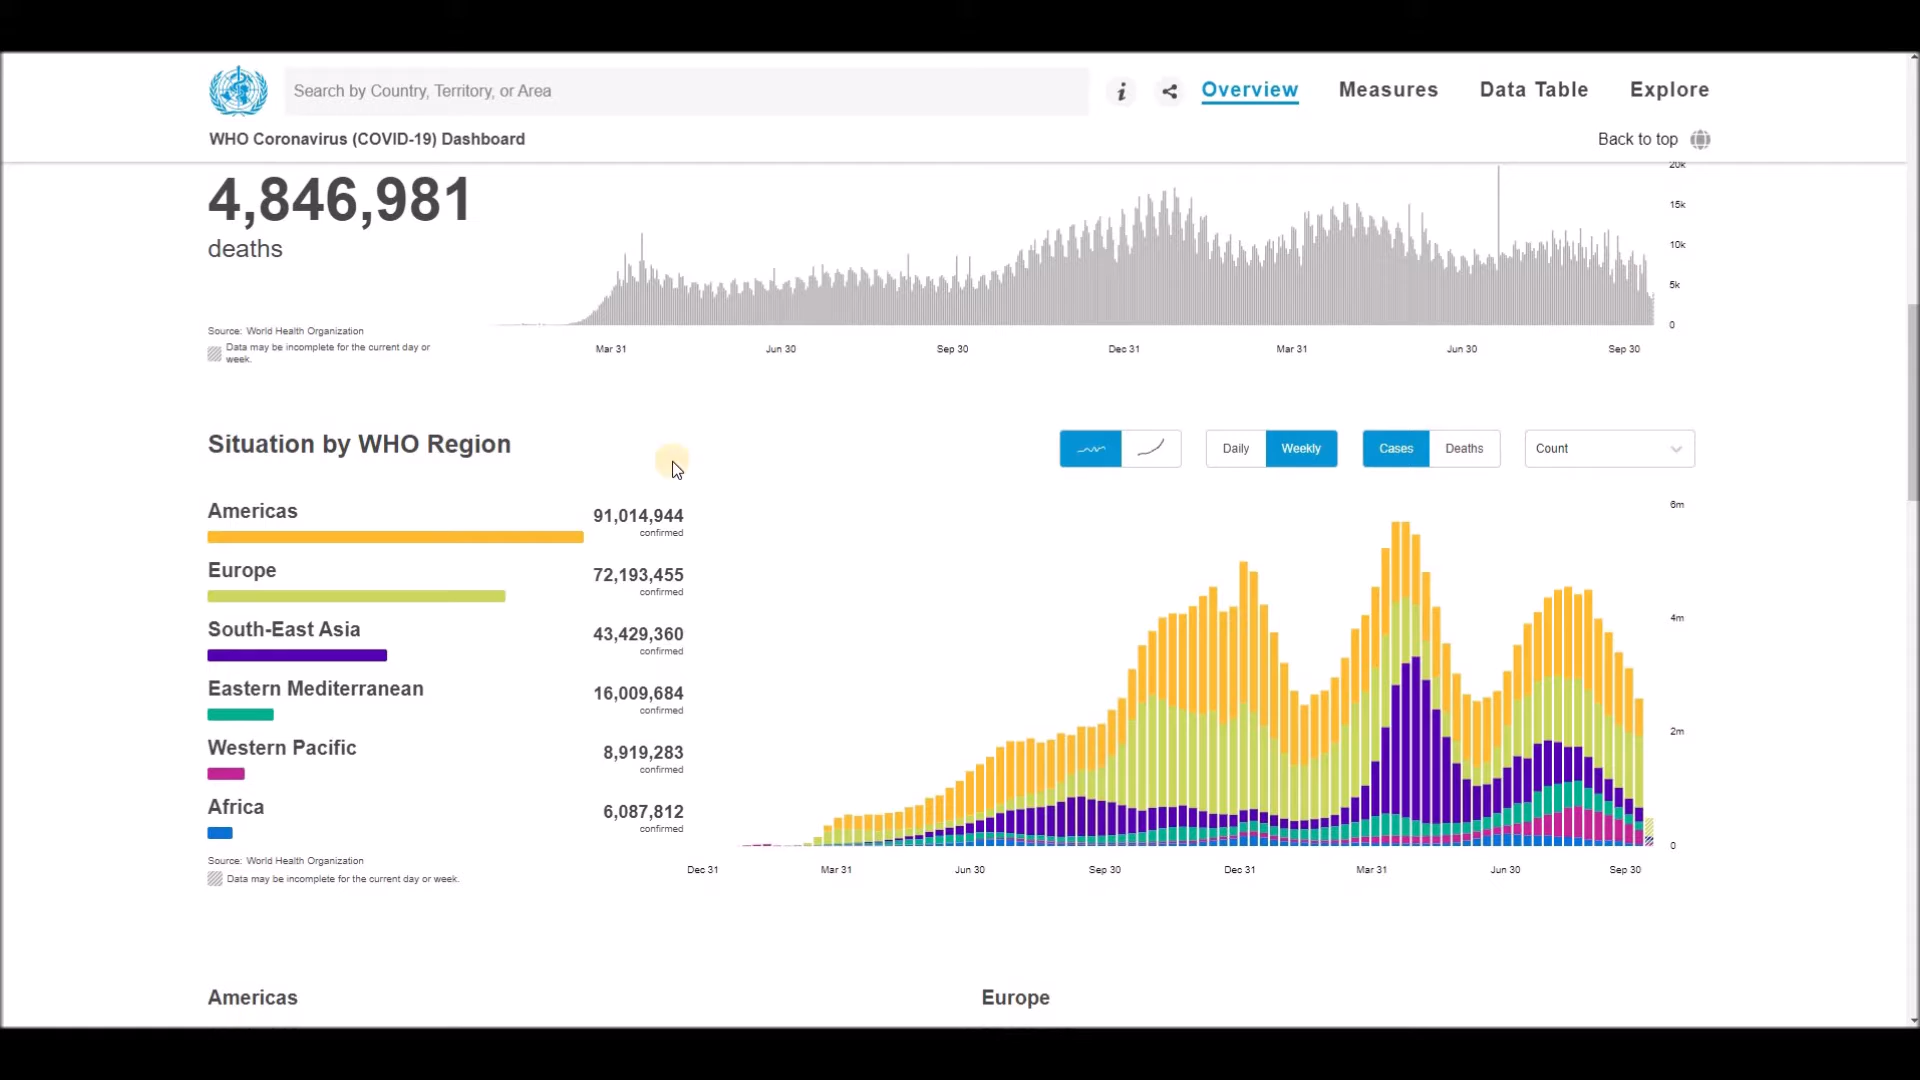 Search by Country, Territory, or Area
i
Overview
Measures
Data Table
Explore
WHO Coronavirus (COVID-19) Dashboard
Back to top
4,846,981
deaths
20k
15k
10k
5k
0
Source: World Health Organization
Data may be incomplete for the current day or
week.
Mar 31
Jun 30
Sep 30
Dec 31
Mar 31
Jun 30
Sep 30
Situation by WHO Region
Daily
Weekly
Cases
Deaths
Count
Americas
91,014,944
confirmed
Europe
72,193,455
confirmed
South-East Asia
43,429,360
confirmed
Eastern Mediterranean
16,009,684
confirmed
Western Pacific
8,919,283
confirmed
Africa
6,087,812
confirmed
Source: World Health Organization
Data may be incomplete for the current day or week.
6m
4m
2m
0
Dec 31
Mar 31
Jun 30
Sep 30
Dec 31
Mar 31
Jun 30
Sep 30
Americas
Europe